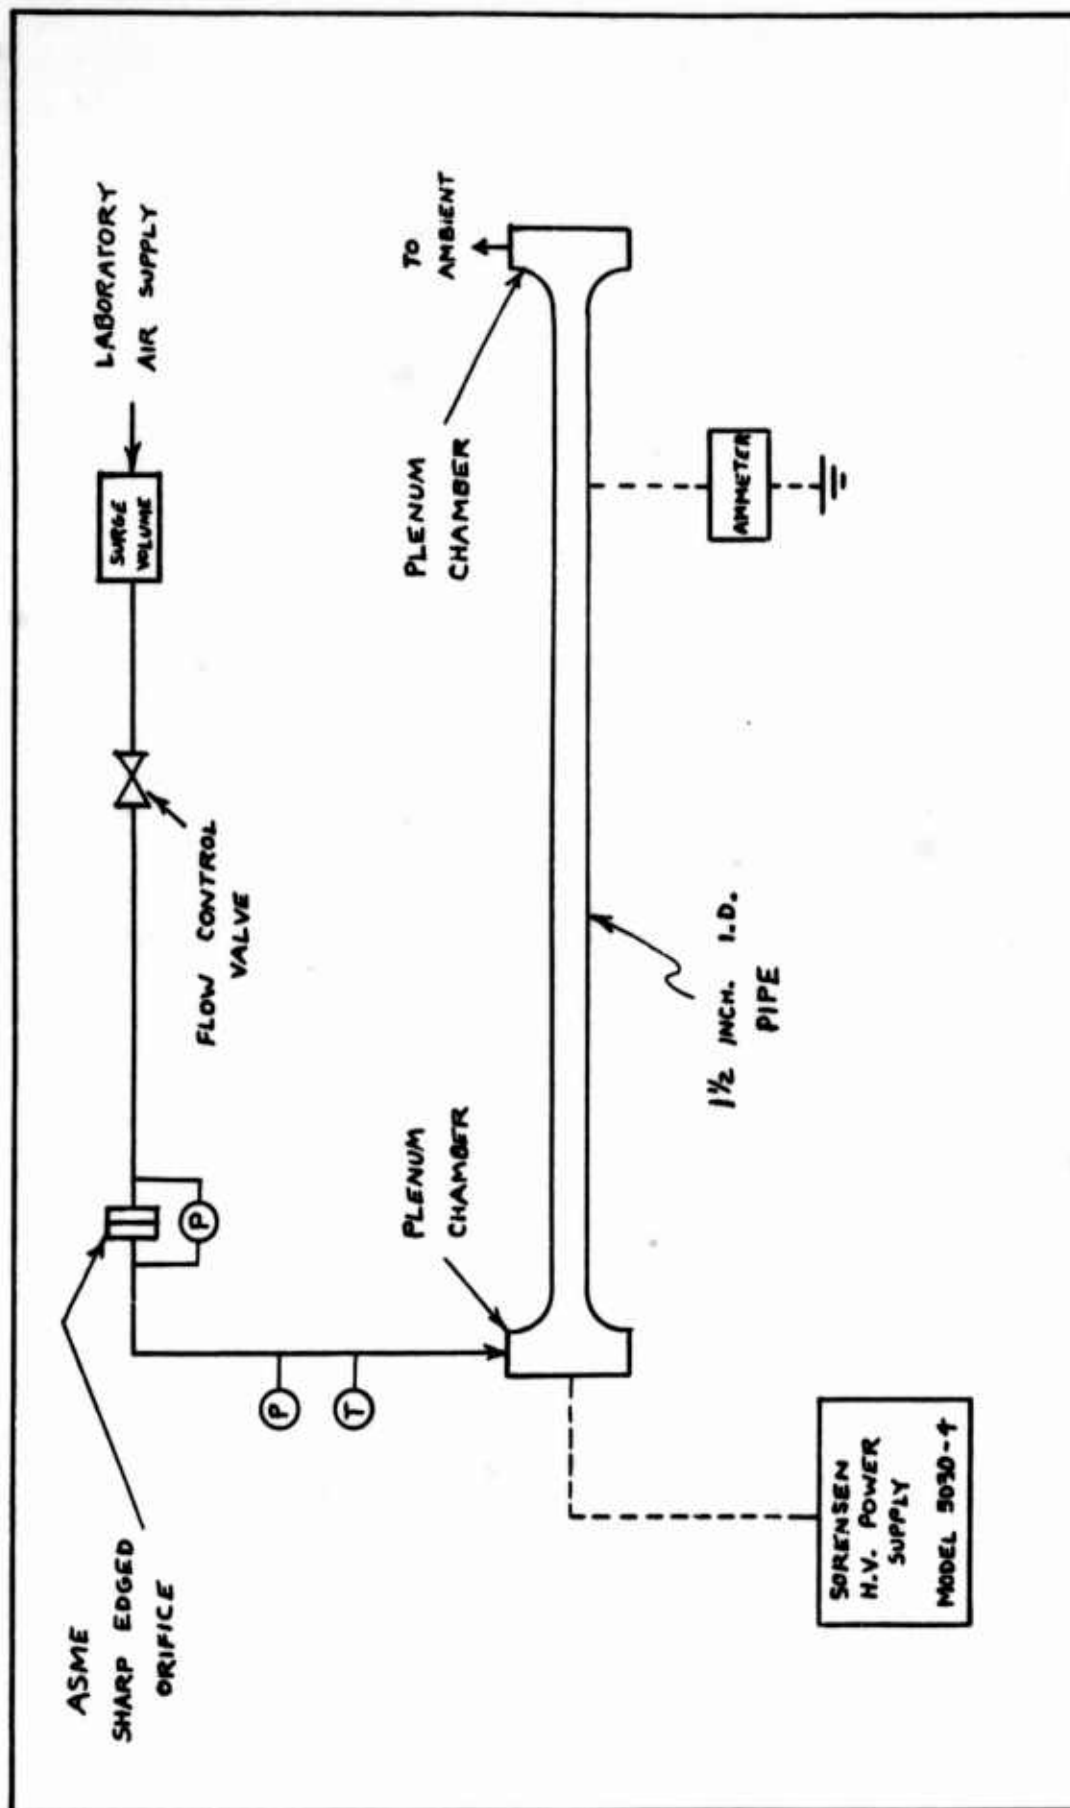 ASME
SHARP EDGED
ORIFICE
P
FLOW CONTROL
VALVE
SURGE
VOLUME
LABORATORY
AIR SUPPLY
P
T
PLENUM
CHAMBER
PLENUM
CHAMBER
TO
AMBIENT
1½ INCH. I.D.
PIPE
AMMETER
SORENSEN
H.V. POWER
SUPPLY
MODEL 5030-4